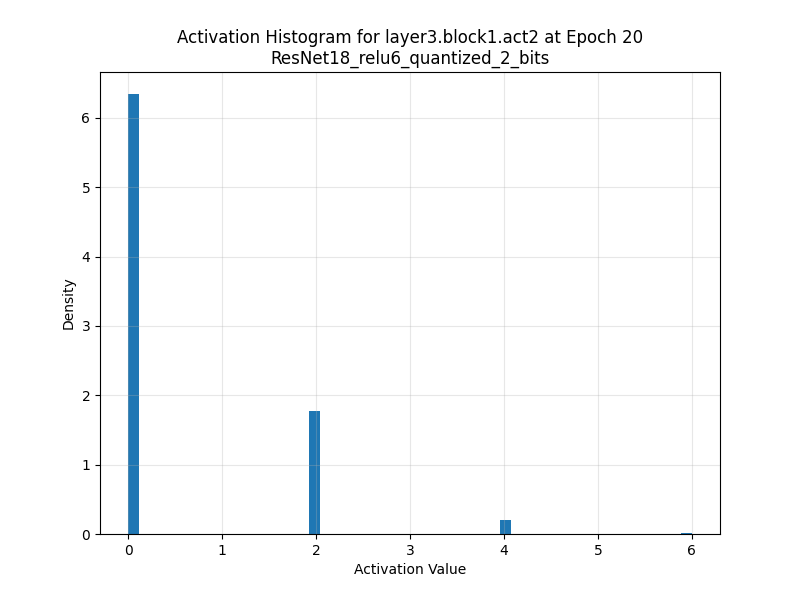 Activation Histogram for layer3.block1.act2 at Epoch 20
ResNet18_relu6_quantized_2_bits
6
5
4
3
2
1
0
Density
0 1 2 3 4 5 6
Activation Value